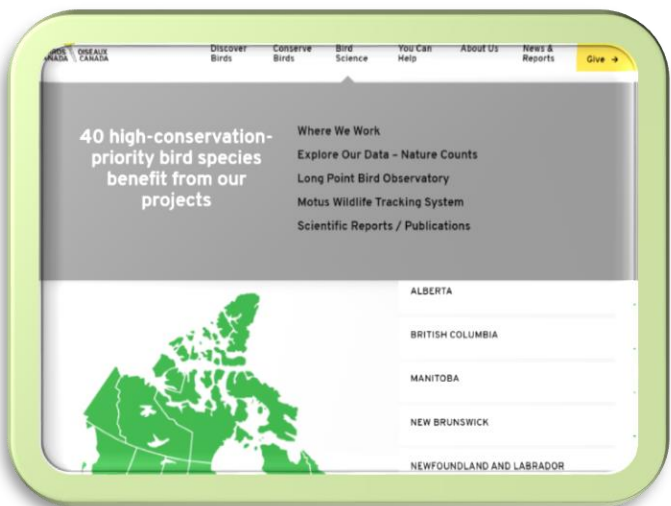 OISEAUX
CANADA
Discover
Birds
Conserve
Birds
Bird
Science
You Can
Help
About Us
News &
Reports
Give →
40 high-conservation-
priority bird species
benefit from our
projects
Where We Work
Explore Our Data – Nature Counts
Long Point Bird Observatory
Motus Wildlife Tracking System
Scientific Reports / Publications
ALBERTA
BRITISH COLUMBIA
MANITOBA
NEW BRUNSWICK
NEWFOUNDLAND AND LABRADOR